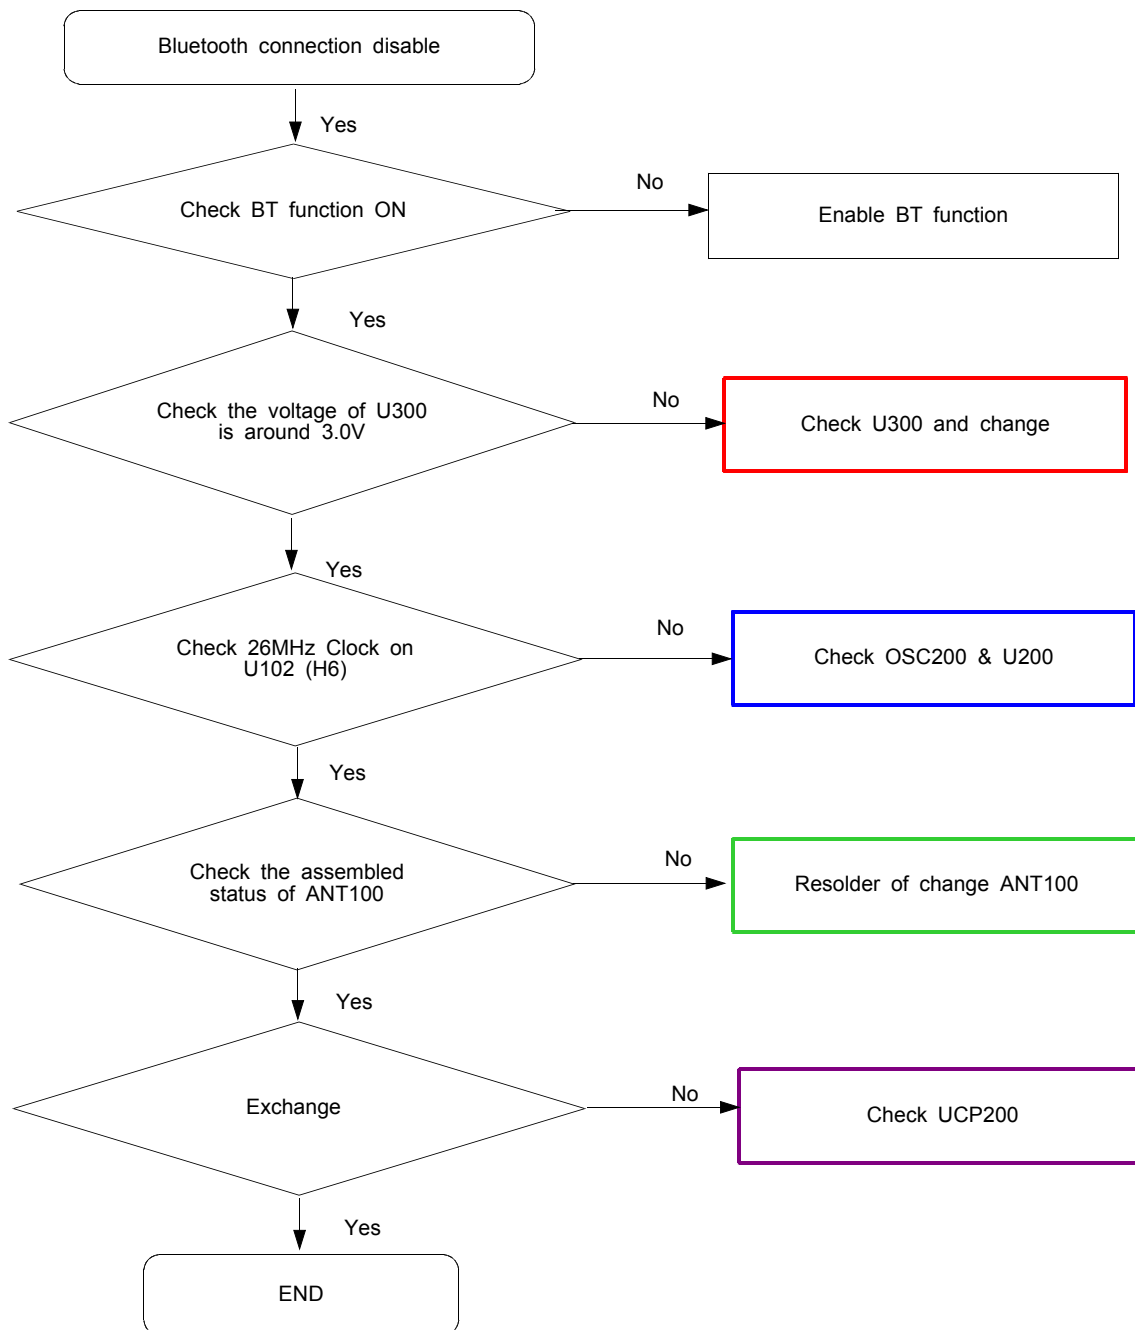 Bluetooth connection disable
Yes
Check BT function ON
No
Enable BT function
Yes
Check the voltage of U300
is around 3.0V
No
Check U300 and change
Yes
Check 26MHz Clock on
U102 (H6)
No
Check OSC200 & U200
Yes
Check the assembled
status of ANT100
No
Resolder of change ANT100
Yes
Exchange
No
Check UCP200
Yes
END